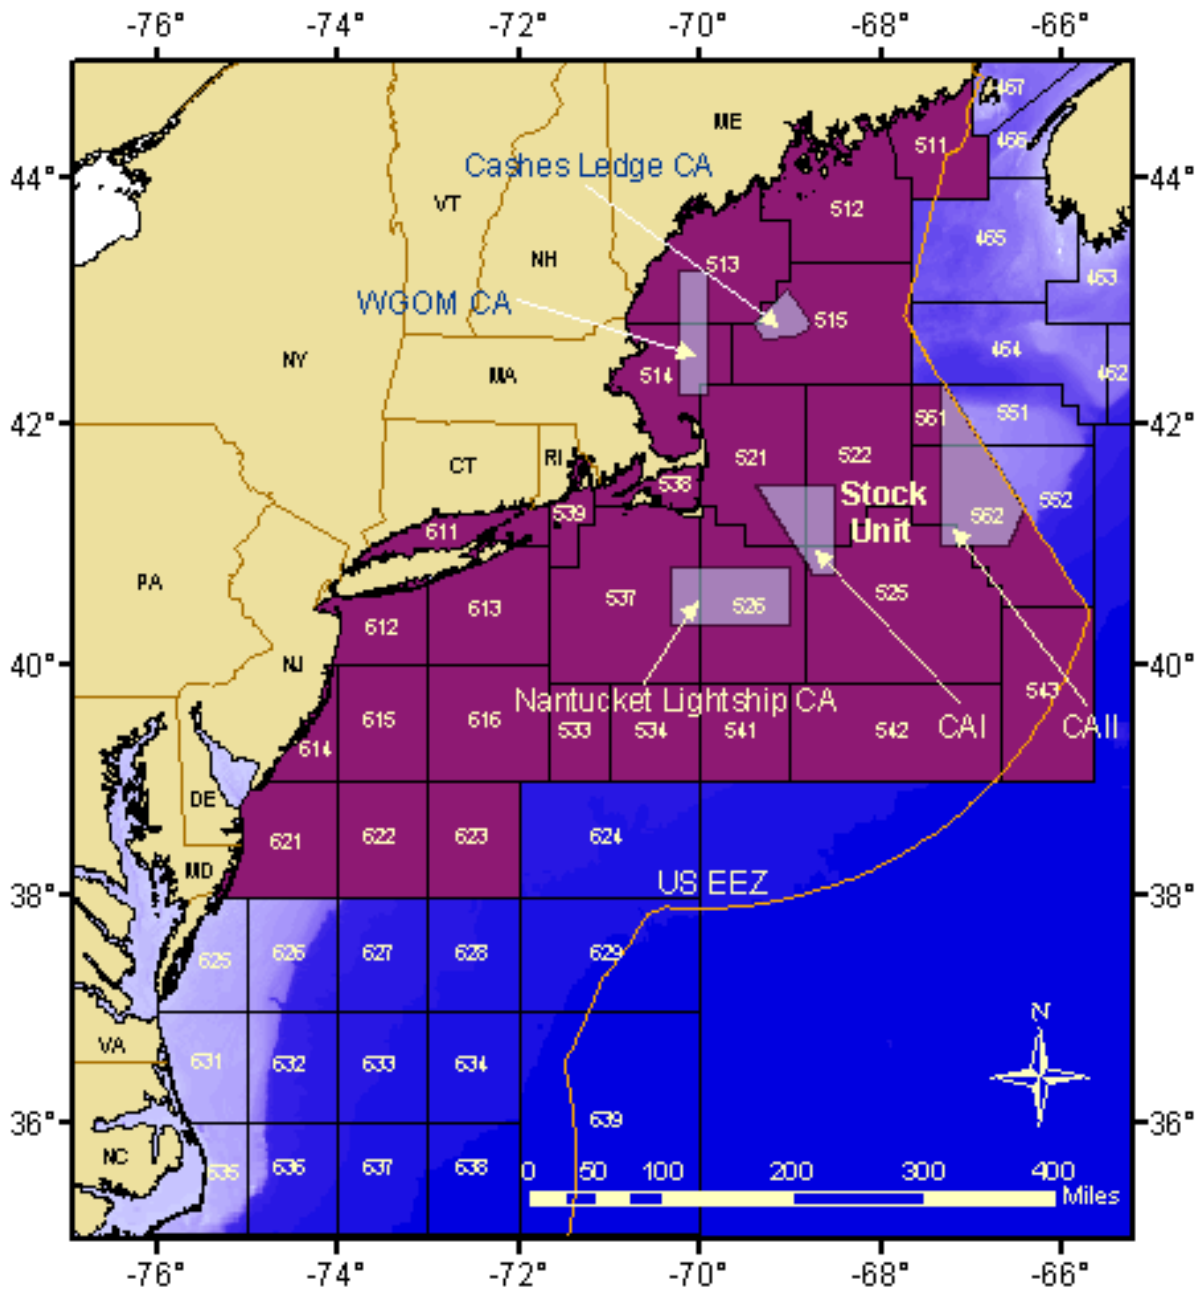 -76° -74° -72° -70° -68° -66°
467
ME
511
466
Cashes Ledge CA
44° 44°
VT
512
465
NH
513
463
WGOM CA
515
464
NY
MA
514
462
561 551
42° 42°
CT
RI
521 522
538
Stock
552
539
562
Unit
611
PA
537
526
525
613
612
NJ
40° 40°
543
Nantucket Lightship CA
615 616
533 534 541 542
CAI CAII
614
DE
621 622 623 624
MD
US EEZ
38° 38°
625 626 627 628 629
N
VA
631 632 633 634
36° 36°
639
NC
635 636 637 638
0 50 100 200 300 400
Miles
-76° -74° -72° -70° -68° -66°